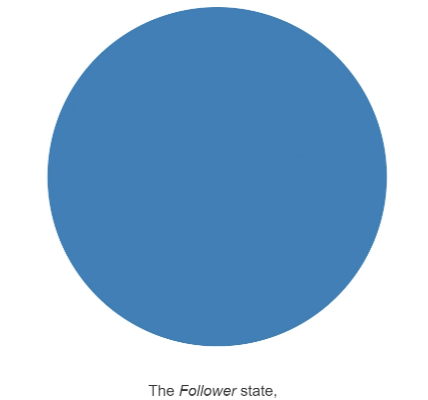 The Follower state,